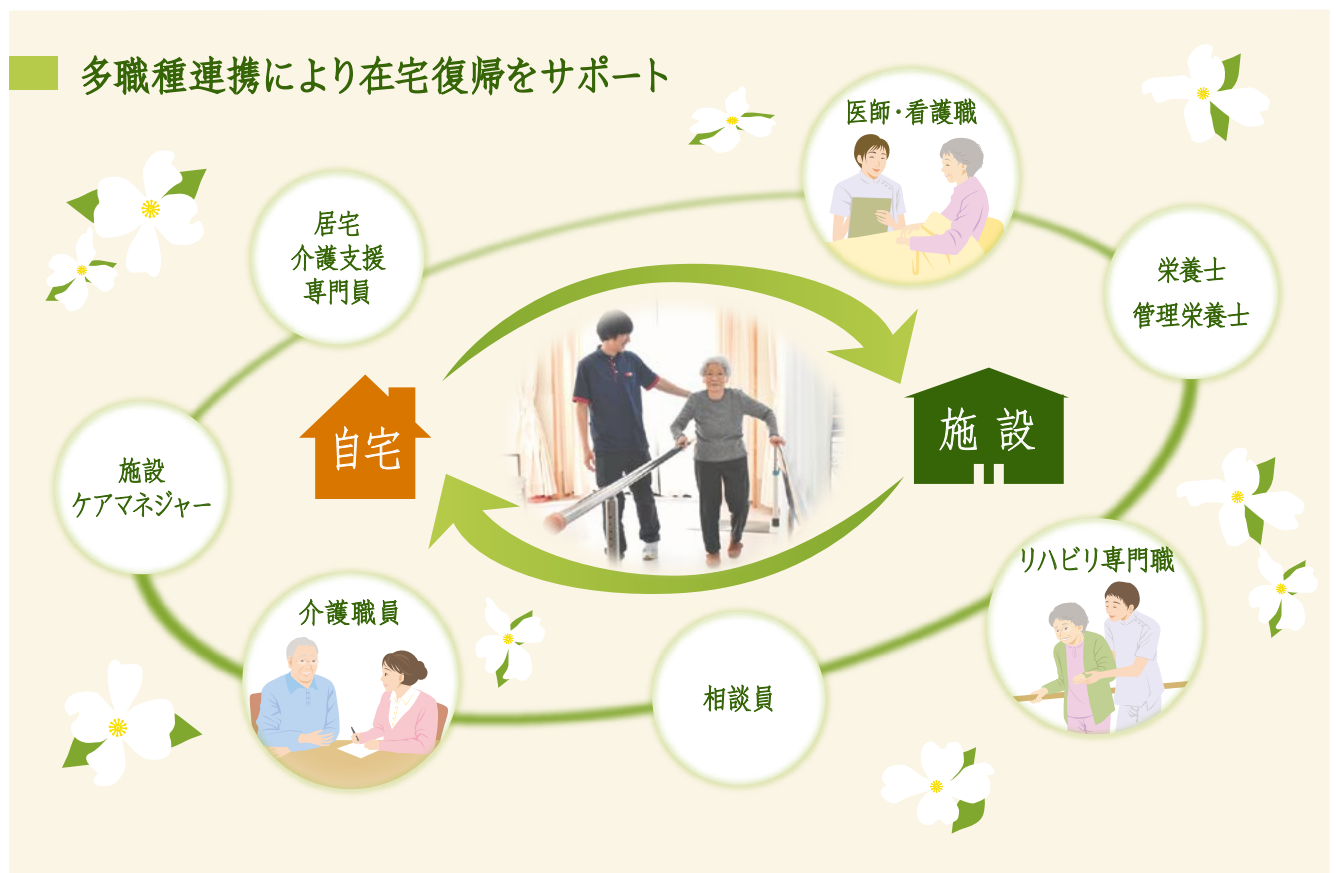 多職種連携により在宅復帰をサポート
医師・看護職
居宅
介護支援
専門員
栄養士
管理栄養士
自宅
施設
施設
ケアマネジャー
リハビリ専門職
介護職員
相談員